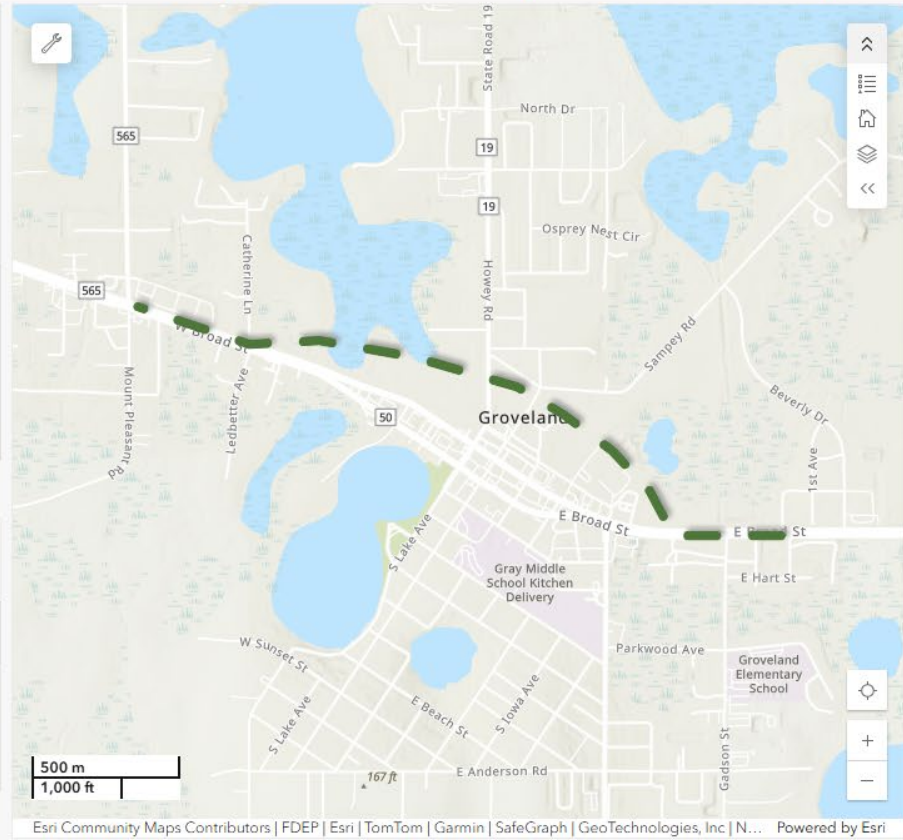 State Road 19
North Dr
565
19
19
Osprey Nest Cir
Catherine Ln
Howey Rd
565
W Broad St
Sampey Rd
Mount Pleasant Rd
Ledbetter Ave
Beverly Dr
50
Groveland
1st Ave
E Broad St
E Broad St
S Lake Ave
Gray Middle
School Kitchen
Delivery
E Hart St
W Sunset St
Parkwood Ave
Groveland
Elementary
School
E Beach St
S Iowa Ave
S Lake Ave
Gadson St
500 m
1,000 ft
167 ft
E Anderson Rd
Esri Community Maps Contributors | FDEP | Esri | TomTom | Garmin | SafeGraph | GeoTechnologies, Inc | N... Powered by Esri